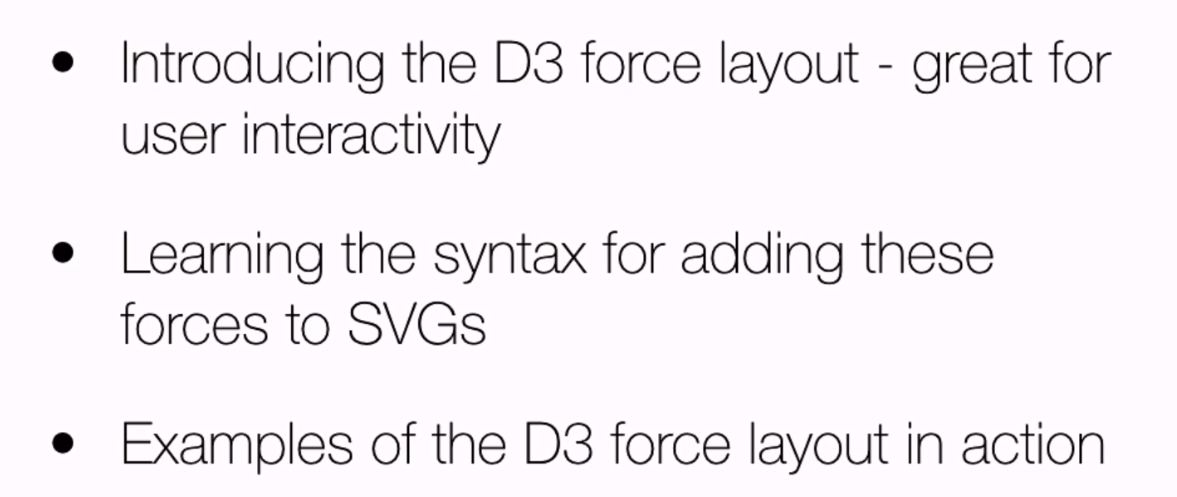 • Introducing the D3 force layout - great for
user interactivity
• Learning the syntax for adding these
forces to SVGs
• Examples of the D3 force layout in action